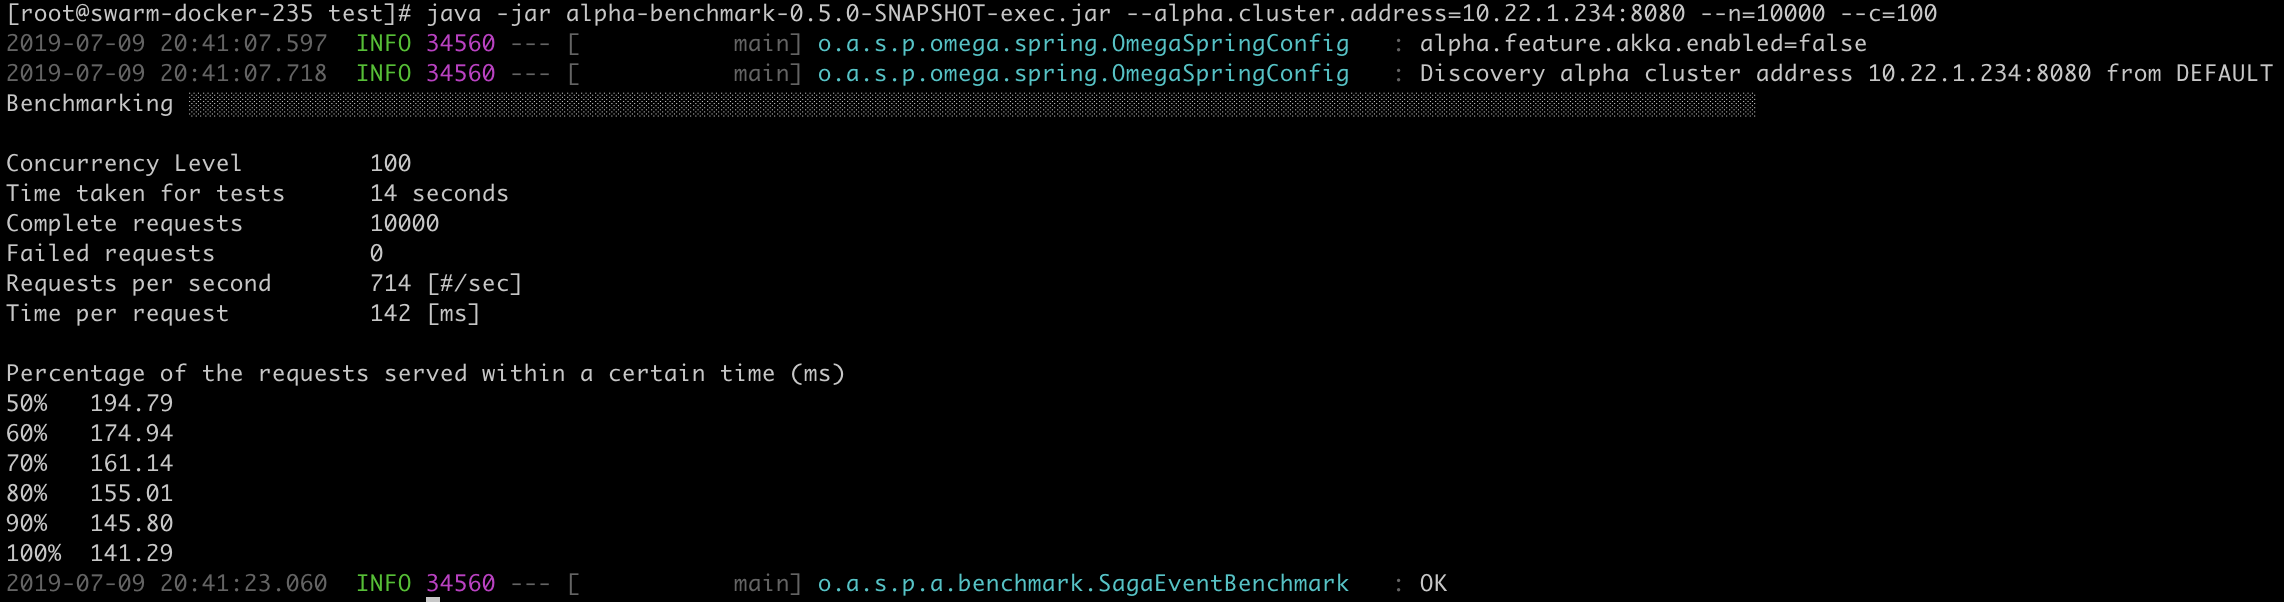 [root@swarm-docker-235 test]# java -jar alpha-benchmark-0.5.0-SNAPSHOT-exec.jar --alpha.cluster.address=10.22.1.234:8080 --n=10000 --c=100
2019-07-09 20:41:07.597  INFO 34560 --- [           main] o.a.s.p.omega.spring.OmegaSpringConfig   : alpha.feature.akka.enabled=false
2019-07-09 20:41:07.718  INFO 34560 --- [           main] o.a.s.p.omega.spring.OmegaSpringConfig   : Discovery alpha cluster address 10.22.1.234:8080 from DEFAULT
Benchmarking
Concurrency Level         100
Time taken for tests      14 seconds
Complete requests         10000
Failed requests           0
Requests per second       714 [#/sec]
Time per request          142 [ms]
Percentage of the requests served within a certain time (ms)
50%   194.79
60%   174.94
70%   161.14
80%   155.01
90%   145.80
100%  141.29
2019-07-09 20:41:23.060  INFO 34560 --- [           main] o.a.s.p.a.benchmark.SagaEventBenchmark   : OK